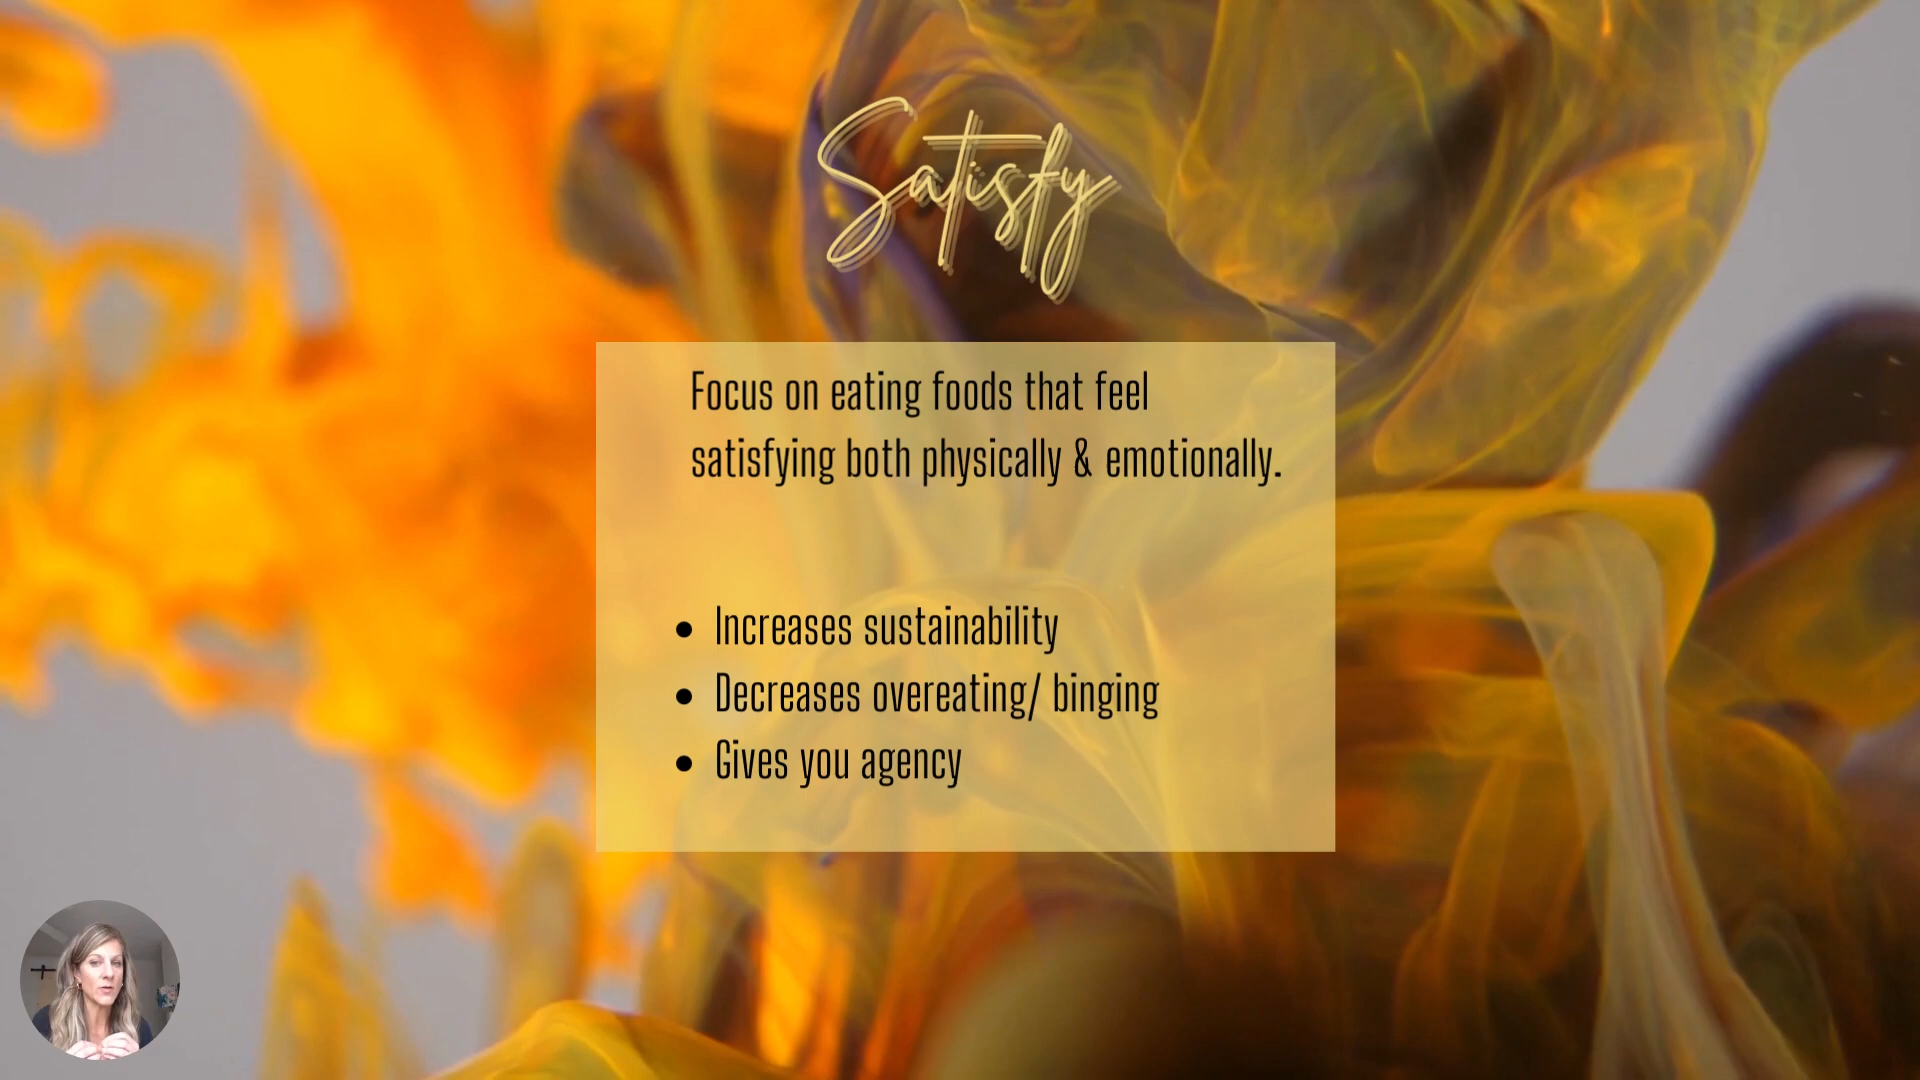 Satisfy
Focus on eating foods that feel
satisfying both physically & emotionally.
• Increases sustainability
• Decreases overeating/ binging
• Gives you agency